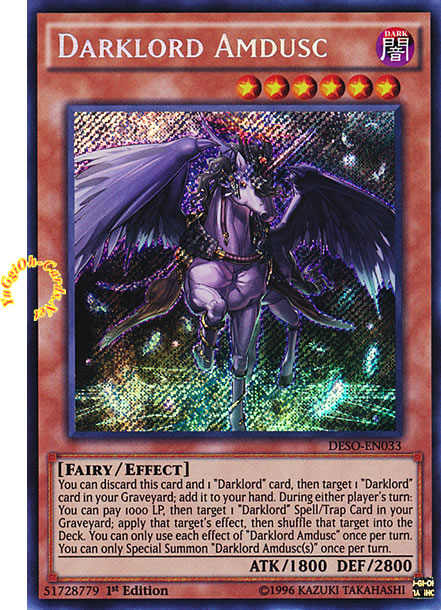 Darklord Amdusc
DARK
闇
YuGgiOh-Cards.Net
DESO-EN033
[Fairy/Effect]
You can discard this card and 1 "Darklord" card, then target 1 "Darklord"
card in your Graveyard; add it to your hand. During either player's turn:
You can pay 1000 LP, then target 1 "Darklord" Spell/Trap Card in your
Graveyard; apply that target's effect, then shuffle that target into the
Deck. You can only use each effect of "Darklord Amdusc" once per turn.
You can only Special Summon "Darklord Amdusc(s)" once per turn.
ATK/1800 DEF/2800
51728779 1st Edition
©1996 KAZUKI TAKAHASHI